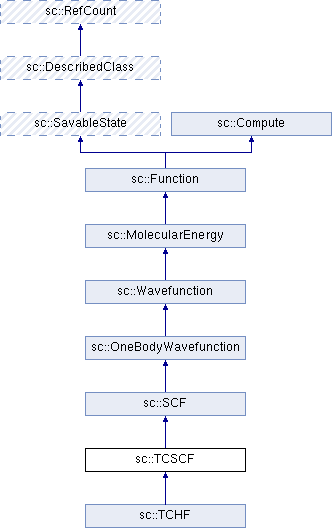 sc::RefCount
sc::DescribedClass
sc::SavableState
sc::Compute
sc::Function
sc::MolecularEnergy
sc::Wavefunction
sc::OneBodyWavefunction
sc::SCF
sc::TCSCF
sc::TCHF